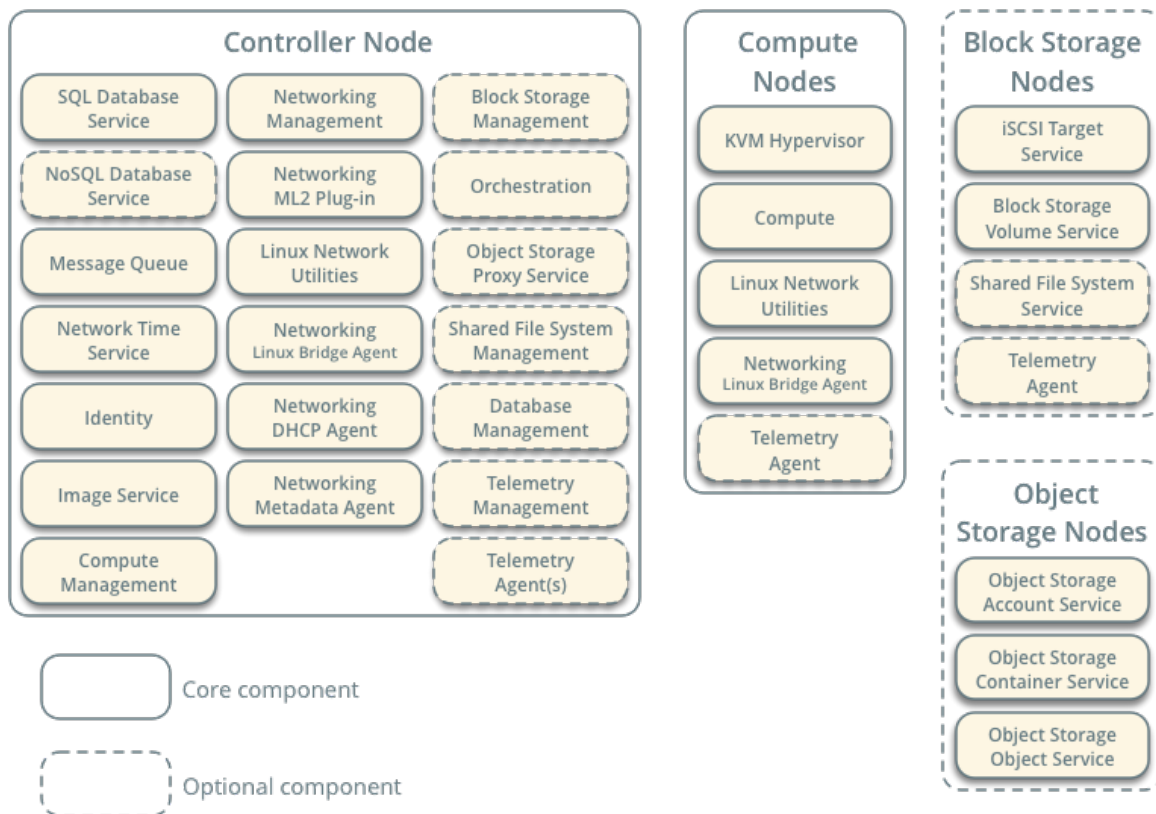 Controller Node
SQL Database
Service
Networking
Management
Block Storage
Management
NoSQL Database
Service
Networking
ML2 Plug-in
Orchestration
Message Queue
Linux Network
Utilities
Object Storage
Proxy Service
Network Time
Service
Networking
Linux Bridge Agent
Shared File System
Management
Identity
Networking
DHCP Agent
Database
Management
Image Service
Networking
Metadata Agent
Telemetry
Management
Compute
Management
Telemetry
Agent(s)
Compute
Nodes
KVM Hypervisor
Compute
Linux Network
Utilities
Networking
Linux Bridge Agent
Telemetry
Agent
Block Storage
Nodes
iSCSI Target
Service
Block Storage
Volume Service
Shared File System
Service
Telemetry
Agent
Object
Storage Nodes
Object Storage
Account Service
Object Storage
Container Service
Object Storage
Object Service
Core component
Optional component